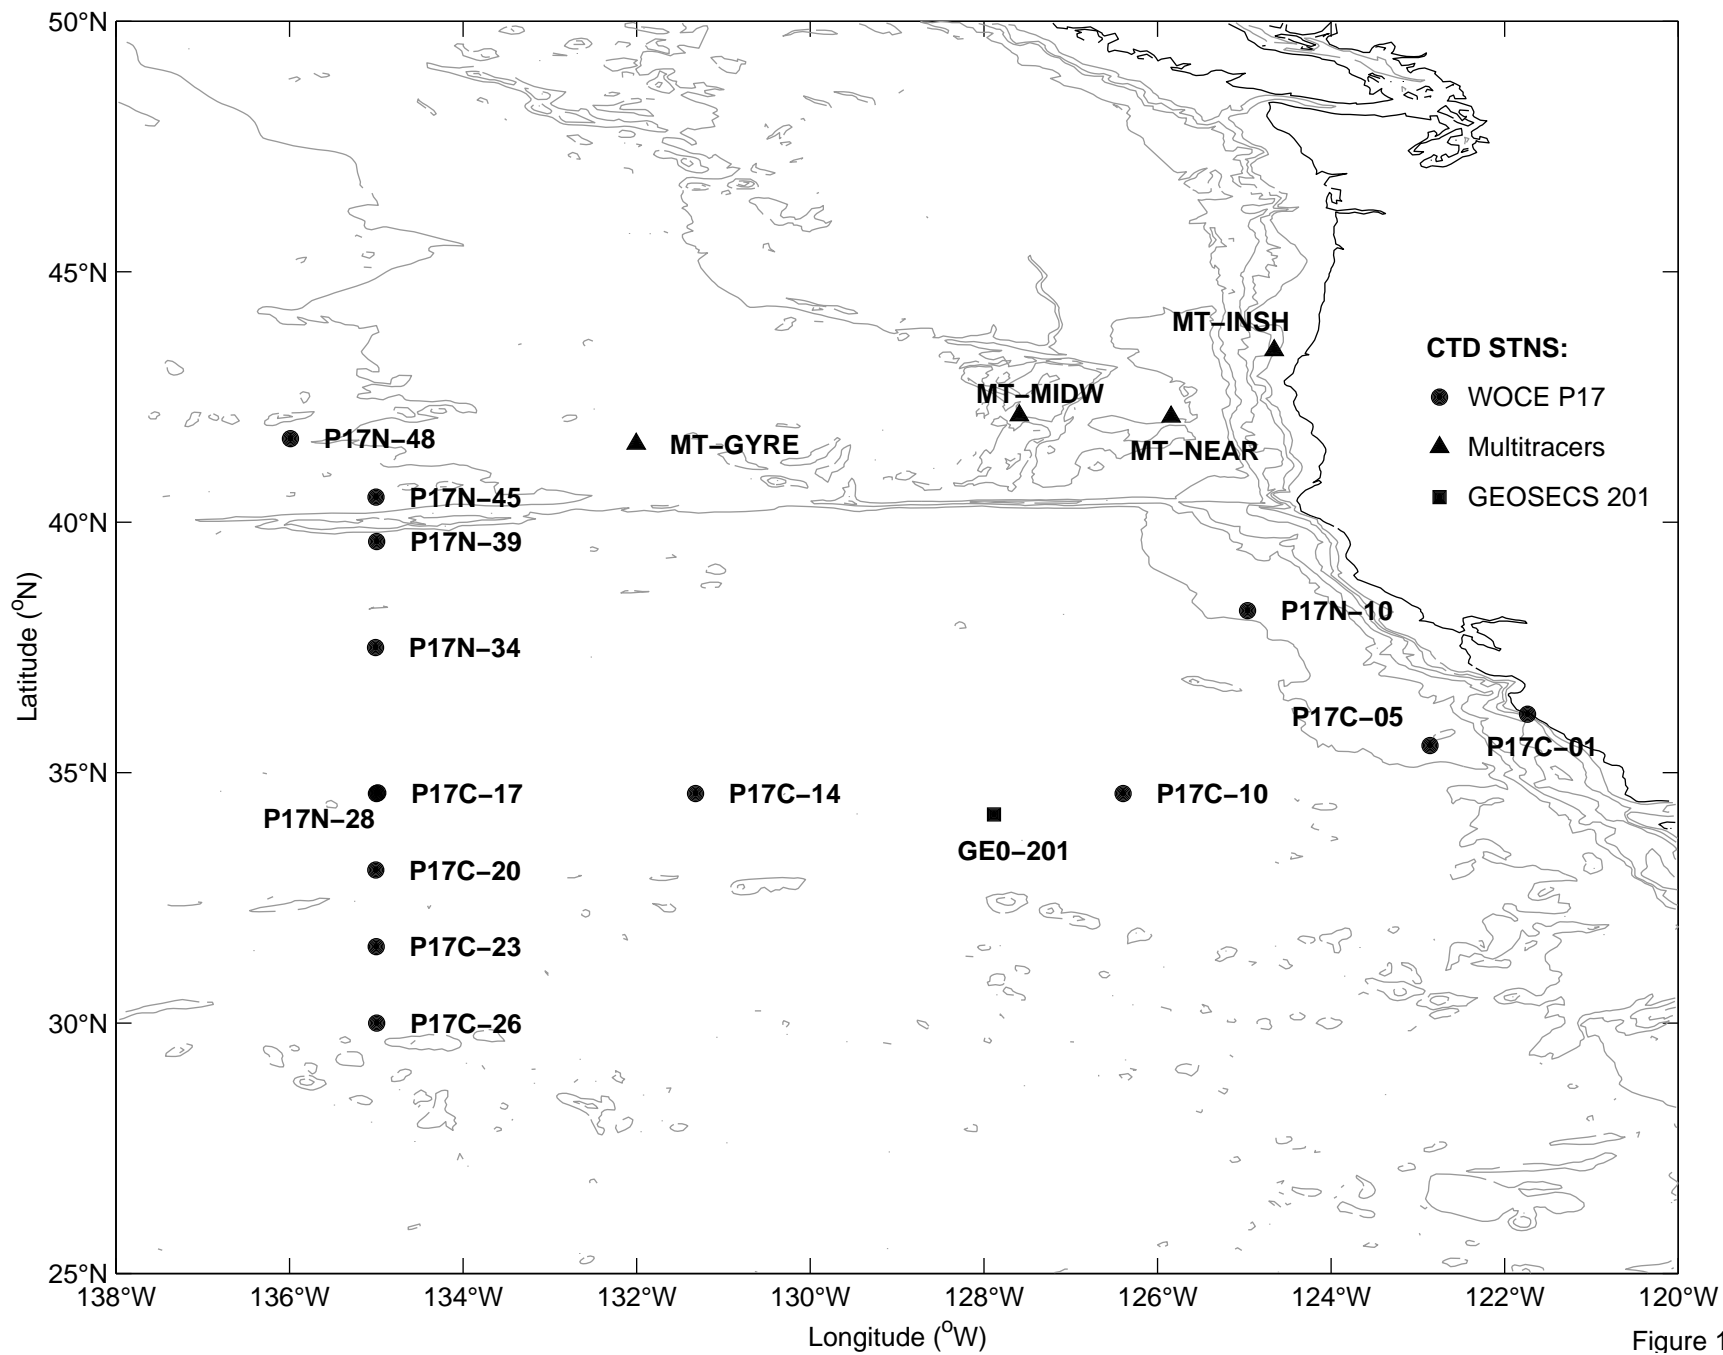 50°N
45°N
MT–INSH
CTD STNS:
MT–MIDW
WOCE P17
P17N–48
MT–GYRE
MT–NEAR
Multitracers
P17N–45
GEOSECS 201
40°N
P17N–39
P17N–10
Latitude (°N)
P17N–34
P17C–05
P17C–01
35°N
P17C–17
P17C–14
P17C–10
P17N–28
GE0–201
P17C–20
P17C–23
30°N
P17C–26
25°N
138°W 136°W 134°W 132°W 130°W 128°W 126°W 124°W 122°W 120°W
Longitude (°W)
Figure 1